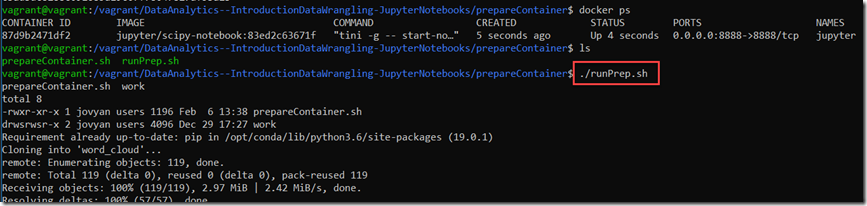 vagrant@vagrant:/vagrant/DataAnalytics--IntroductionDataWrangling-JupyterNotebooks/prepareContainer$ docker ps
CONTAINER ID IMAGE COMMAND CREATED STATUS PORTS NAMES
87d9b2471df2 jupyter/scipy-notebook:83ed2c63671f "tini -g -- start-no…" 5 seconds ago Up 4 seconds 0.0.0.0:8888->8888/tcp jupyter
vagrant@vagrant:/vagrant/DataAnalytics--IntroductionDataWrangling-JupyterNotebooks/prepareContainer$ ls
prepareContainer.sh runPrep.sh
vagrant@vagrant:/vagrant/DataAnalytics--IntroductionDataWrangling-JupyterNotebooks/prepareContainer$ ./runPrep.sh
prepareContainer.sh work
total 8
-rwxr-xr-x 1 jovyan users 1196 Feb 6 13:38 prepareContainer.sh
drwsrwsr-x 2 jovyan users 4096 Dec 29 17:27 work
Requirement already up-to-date: pip in /opt/conda/lib/python3.6/site-packages (19.0.1)
Cloning into 'word_cloud'...
remote: Enumerating objects: 119, done.
remote: Total 119 (delta 0), reused 0 (delta 0), pack-reused 119
Receiving objects: 100% (119/119), 2.97 MiB | 2.42 MiB/s, done.
Resolving deltas: 100% (57/57), done.